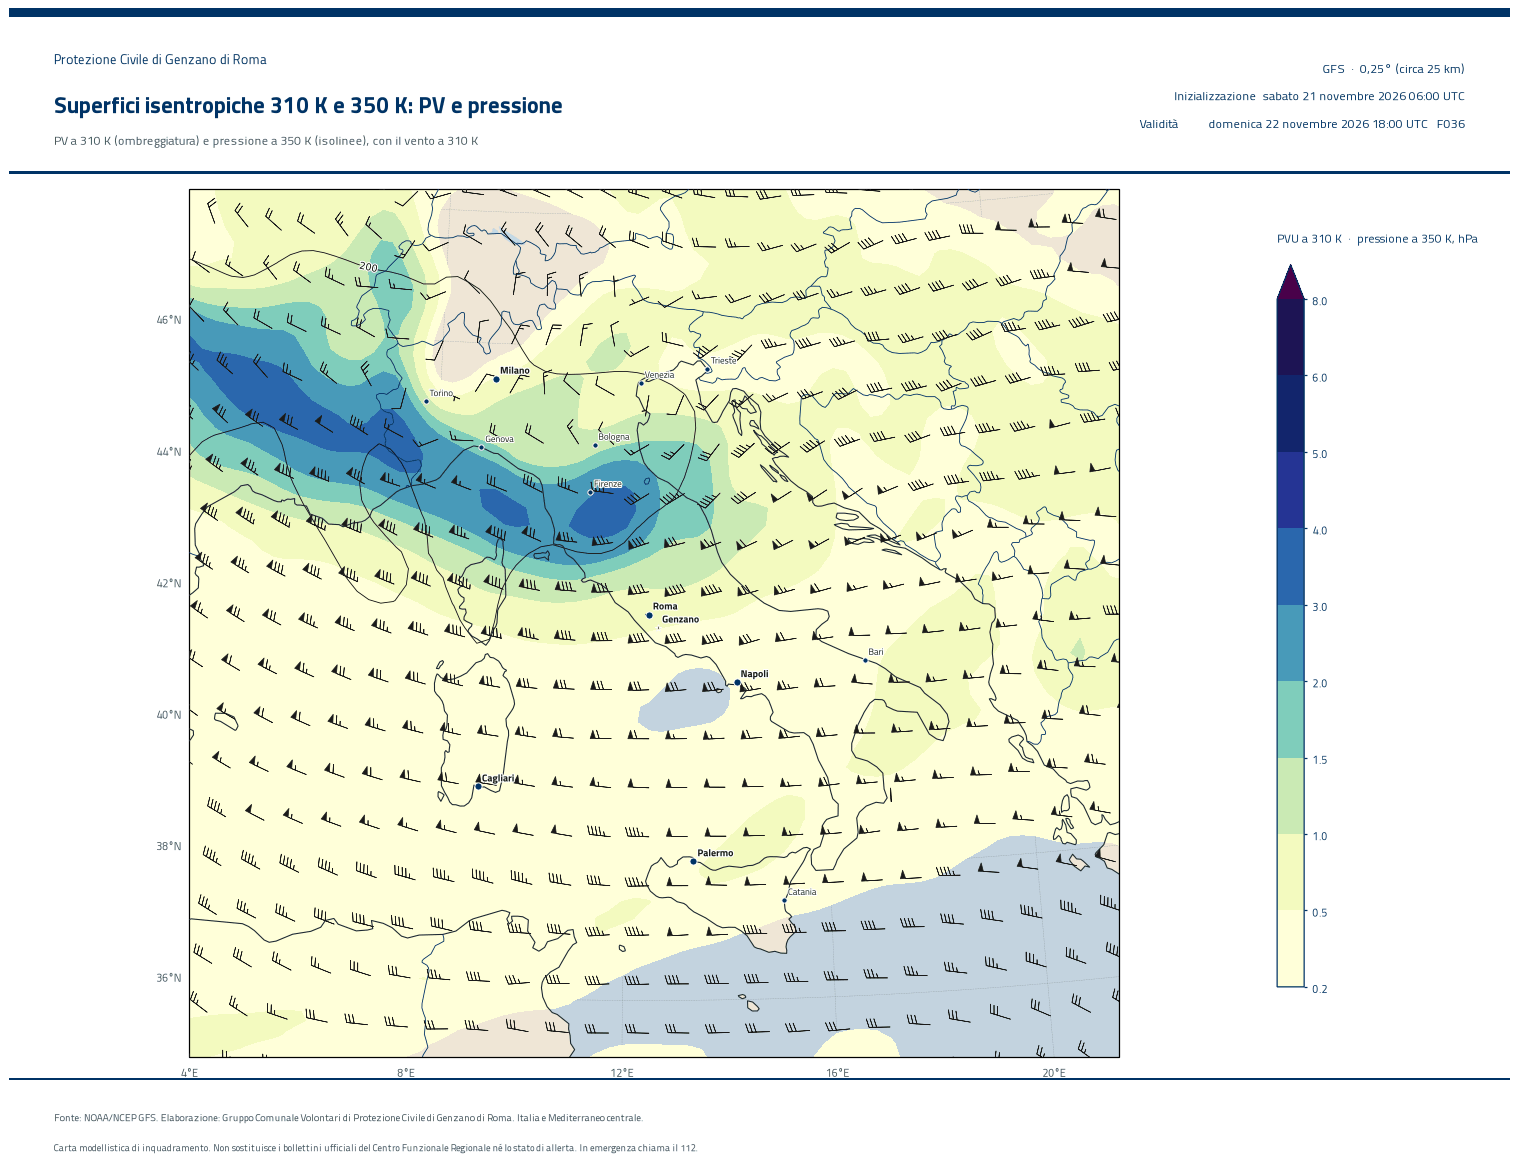 Protezione Civile di Genzano di Roma
Superfici isentropiche 310 K e 350 K: PV e pressione
PV a 310 K (ombreggiatura) e pressione a 350 K (isolinee), con il vento a 310 K
GFS · 0,25° (circa 25 km)
Inizializzazione sabato 21 novembre 2026 06:00 UTC
Validità domenica 22 novembre 2026 18:00 UTC F036
PVU a 310 K · pressione a 350 K, hPa
8.0
6.0
5.0
4.0
3.0
2.0
1.5
1.0
0.5
0.2
46°N
44°N
42°N
40°N
38°N
36°N
4°E
8°E
12°E
16°E
20°E
200
Trieste
Venezia
Milano
Torino
Genova
Bologna
Firenze
Roma
Genzano
Bari
Napoli
Cagliari
Palermo
Catania
Fonte: NOAA/NCEP GFS. Elaborazione: Gruppo Comunale Volontari di Protezione Civile di Genzano di Roma. Italia e Mediterraneo centrale.
Carta modellistica di inquadramento. Non sostituisce i bollettini ufficiali del Centro Funzionale Regionale né lo stato di allerta. In emergenza chiama il 112.